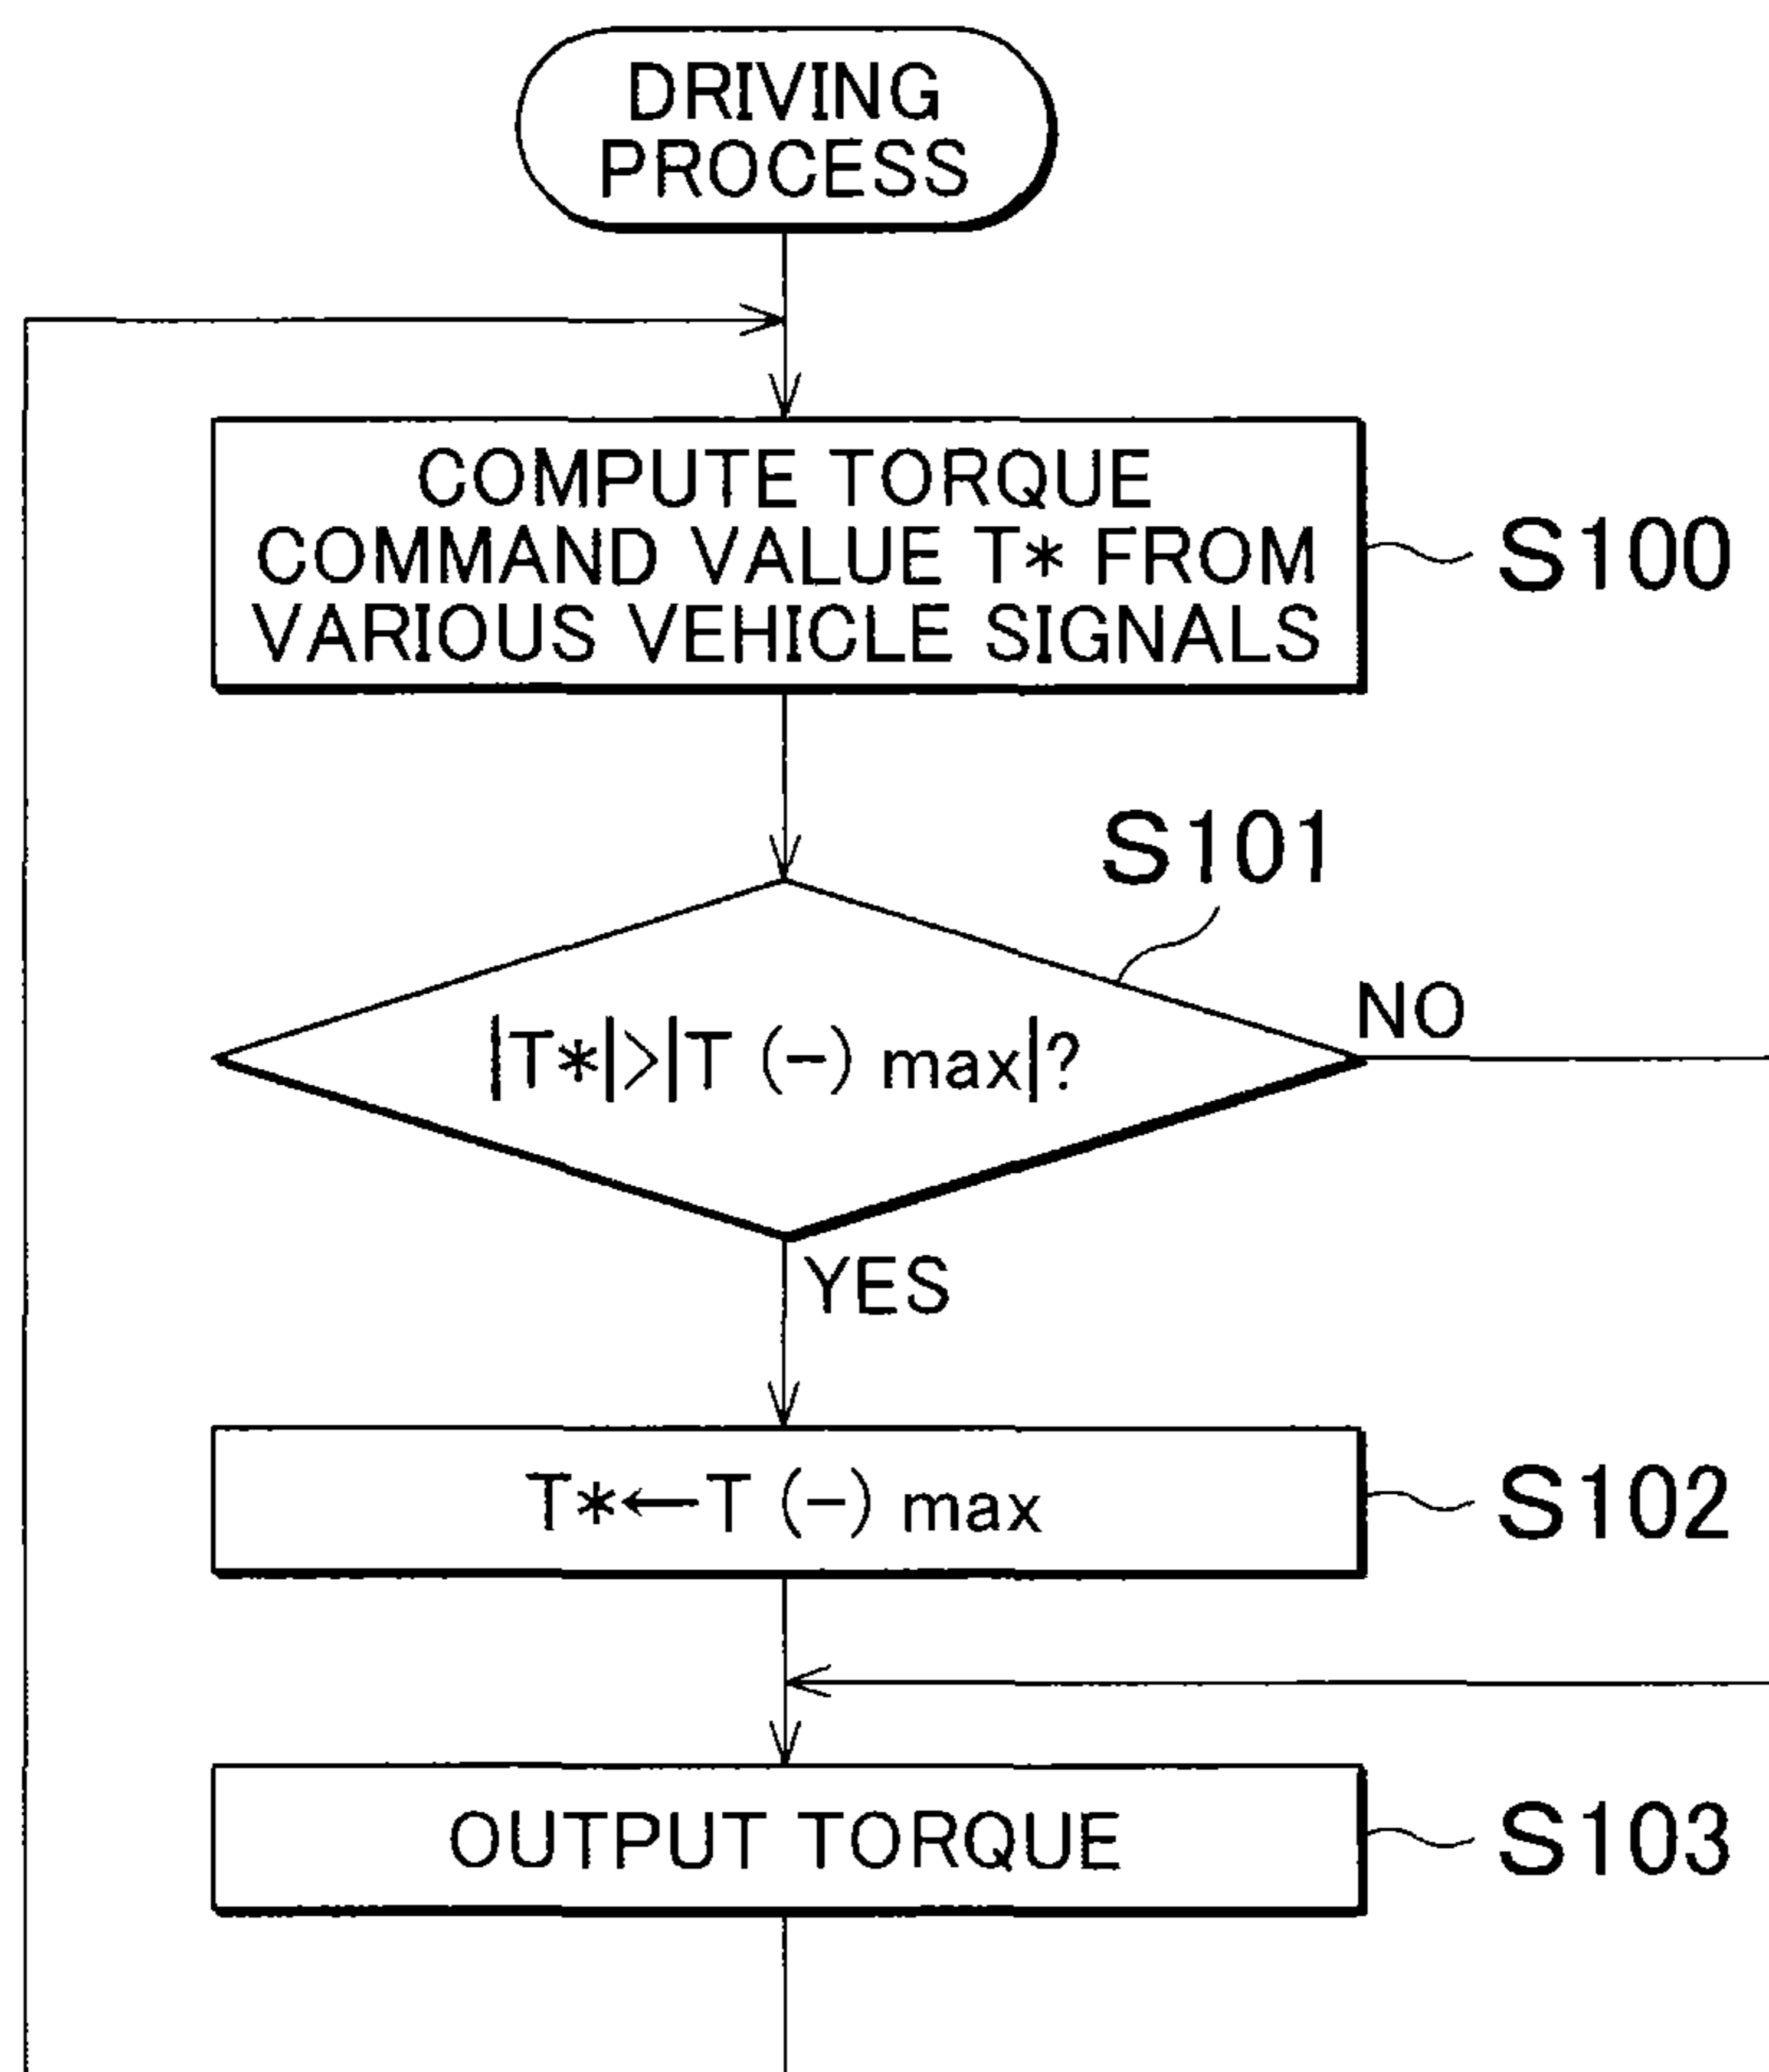 DRIVING
PROCESS
COMPUTE TORQUE
COMMAND VALUE T* FROM
VARIOUS VEHICLE SIGNALS
S100
S101
|T*|>|T (−) max|?
NO
YES
T*←T (−) max
S102
OUTPUT TORQUE
S103